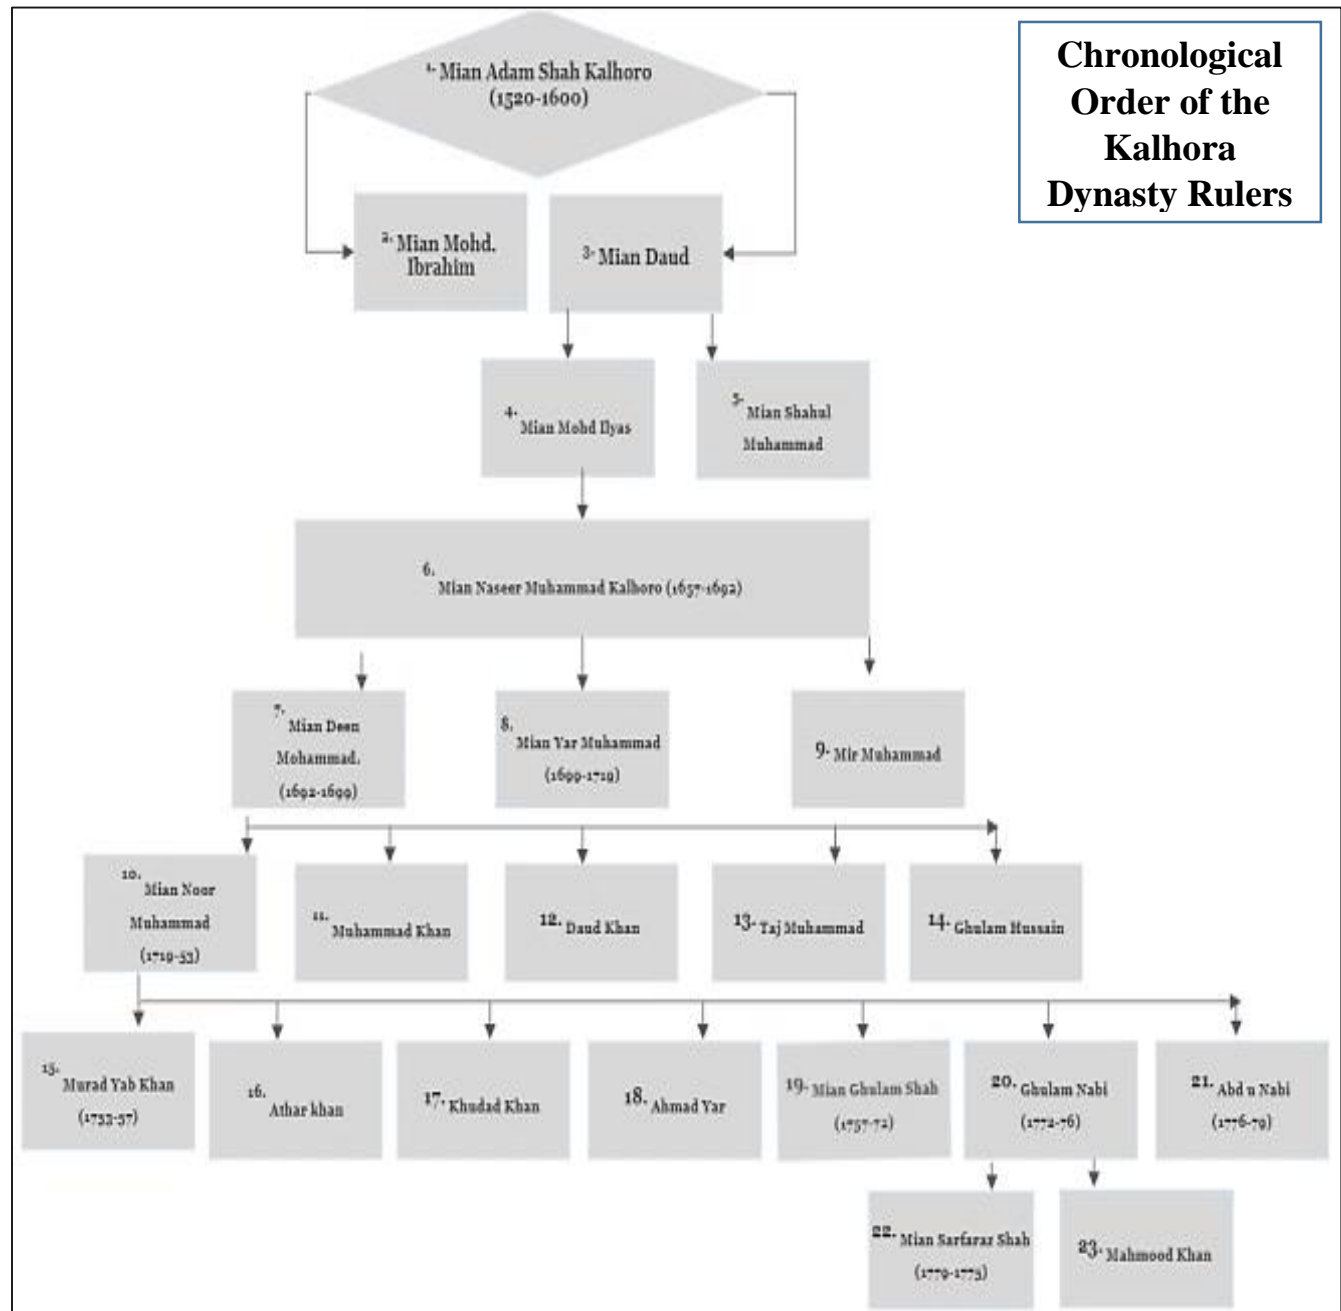 Chronological
Order of the
Kalhora
Dynasty Rulers
1. Mian Adam Shah Kalhoro
(1520-1600)
2. Mian Mohd.
Ibrahim
3. Mian Daud
4. Mian Mohd Ilyas
5. Mian Shahul
Muhammad
6. Mian Naseer Muhammad Kalhoro (1657-1692)
7. Mian Deen
Mohammad.
(1692-1699)
8. Mian Yar Muhammad
(1699-1719)
9. Mir Muhammad
10. Mian Noor
Muhammad
(1719-53)
11. Muhammad Khan
12. Daud Khan
13. Taj Muhammad
14. Ghulam Hussain
15. Murad Yab Khan
(1753-57)
16. Athar khan
17. Khudad Khan
18. Ahmad Yar
19. Mian Ghulam Shah
(1757-72)
20. Ghulam Nabi
(1772-76)
21. Abd u Nabi
(1776-79)
22. Mian Sarfaraz Shah
(1779-1775)
23. Mahmood Khan